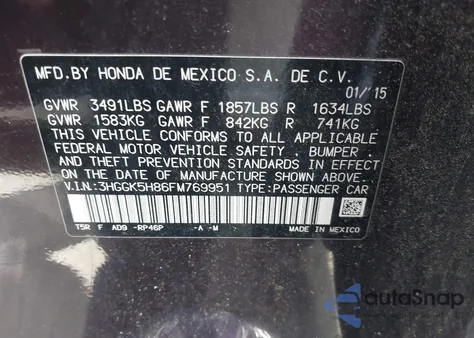 MFD.BY HONDA DE MEXICO S.A. DE C.V.
01/'15
GVWR 3491LBS GAWR F 1857LBS R 1634LBS
GVWR 1583KG GAWR F 842KG R 741KG
THIS VEHICLE CONFORMS TO ALL APPLICABLE
FEDERAL MOTOR VEHICLE SAFETY , BUMPER ,
AND THEFT PREVENTION STANDARDS IN EFFECT ON
THE DATE OF MANUFACTURE SHOWN ABOVE.
V.I.N.:3HGGK5H86FM769951 TYPE:PASSENGER CAR
T5R F AD9 -RP46P -A -M
MADE IN MEXICO
autaSnap